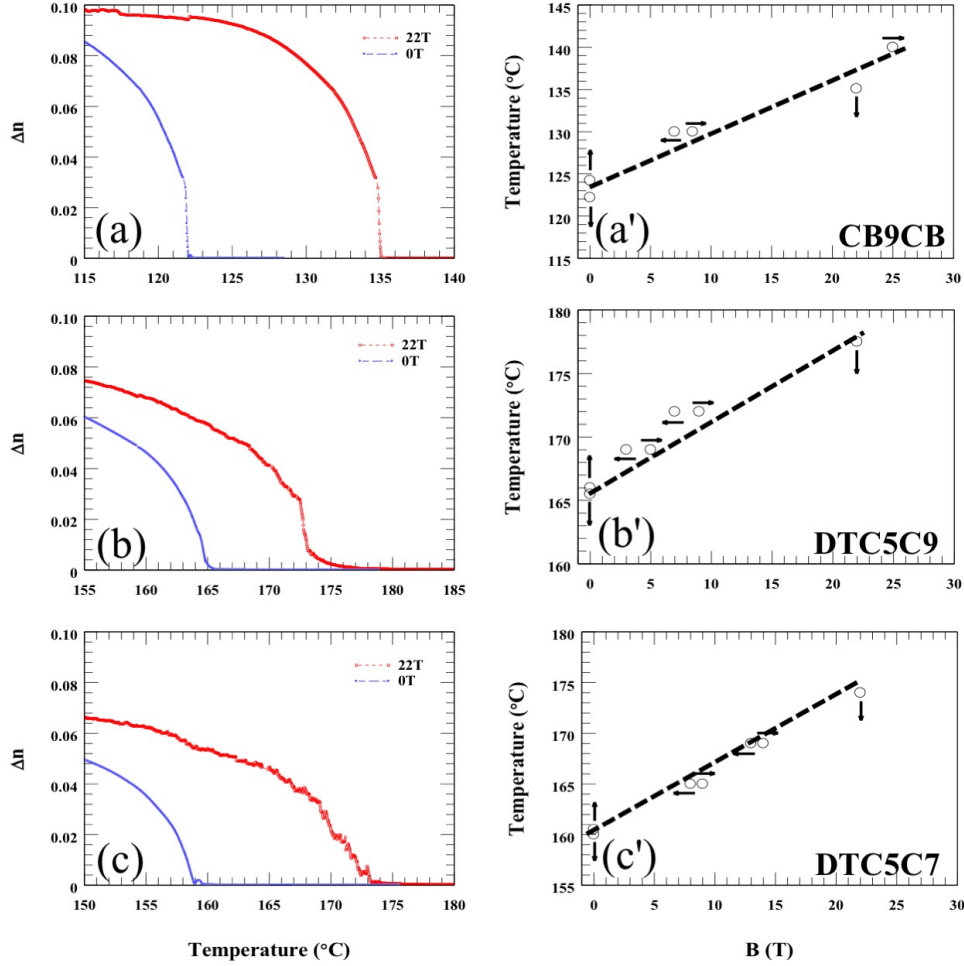 0.10
0.08
0.06
0.04
0.02
0
Δn
22T
0T
(a)
115 120 125 130 135 140
145
140
135
130
125
120
115
Temperature (°C)
(a')
CB9CB
0 5 10 15 20 25 30
0.10
0.08
0.06
0.04
0.02
0
Δn
22T
0T
(b)
155 160 165 170 175 180 185
180
175
170
165
160
Temperature (°C)
(b')
DTC5C9
0 5 10 15 20 25 30
0.10
0.08
0.06
0.04
0.02
0
Δn
22T
0T
(c)
150 155 160 165 170 175 180
180
175
170
165
160
155
Temperature (°C)
(c')
DTC5C7
0 5 10 15 20 25 30
Temperature (°C)
B (T)